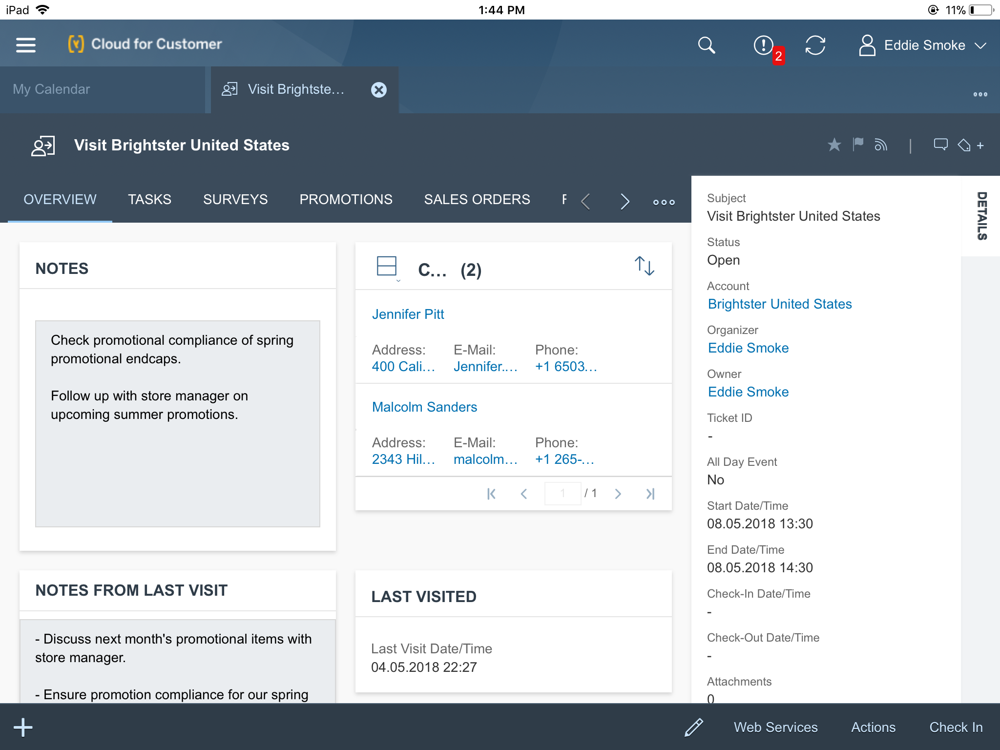 iPad
1:44 PM
11%
Cloud for Customer
2
Eddie Smoke
My Calendar
Visit Brightste...
Visit Brightster United States
OVERVIEW
TASKS
SURVEYS
PROMOTIONS
SALES ORDERS
NOTES
Check promotional compliance of spring
promotional endcaps.
Follow up with store manager on
upcoming summer promotions.
C... (2)
Jennifer Pitt
Address: E-Mail: Phone:
400 Cali... Jennifer.... +1 6503...
Malcolm Sanders
Address: E-Mail: Phone:
2343 Hil... malcolm... +1 265-...
1 / 1
NOTES FROM LAST VISIT
- Discuss next month's promotional items with
store manager.
- Ensure promotion compliance for our spring
LAST VISITED
Last Visit Date/Time
04.05.2018 22:27
DETAILS
Subject
Visit Brightster United States
Status
Open
Account
Brightster United States
Organizer
Eddie Smoke
Owner
Eddie Smoke
Ticket ID
-
All Day Event
No
Start Date/Time
08.05.2018 13:30
End Date/Time
08.05.2018 14:30
Check-In Date/Time
-
Check-Out Date/Time
-
Attachments
0
Web Services
Actions
Check In